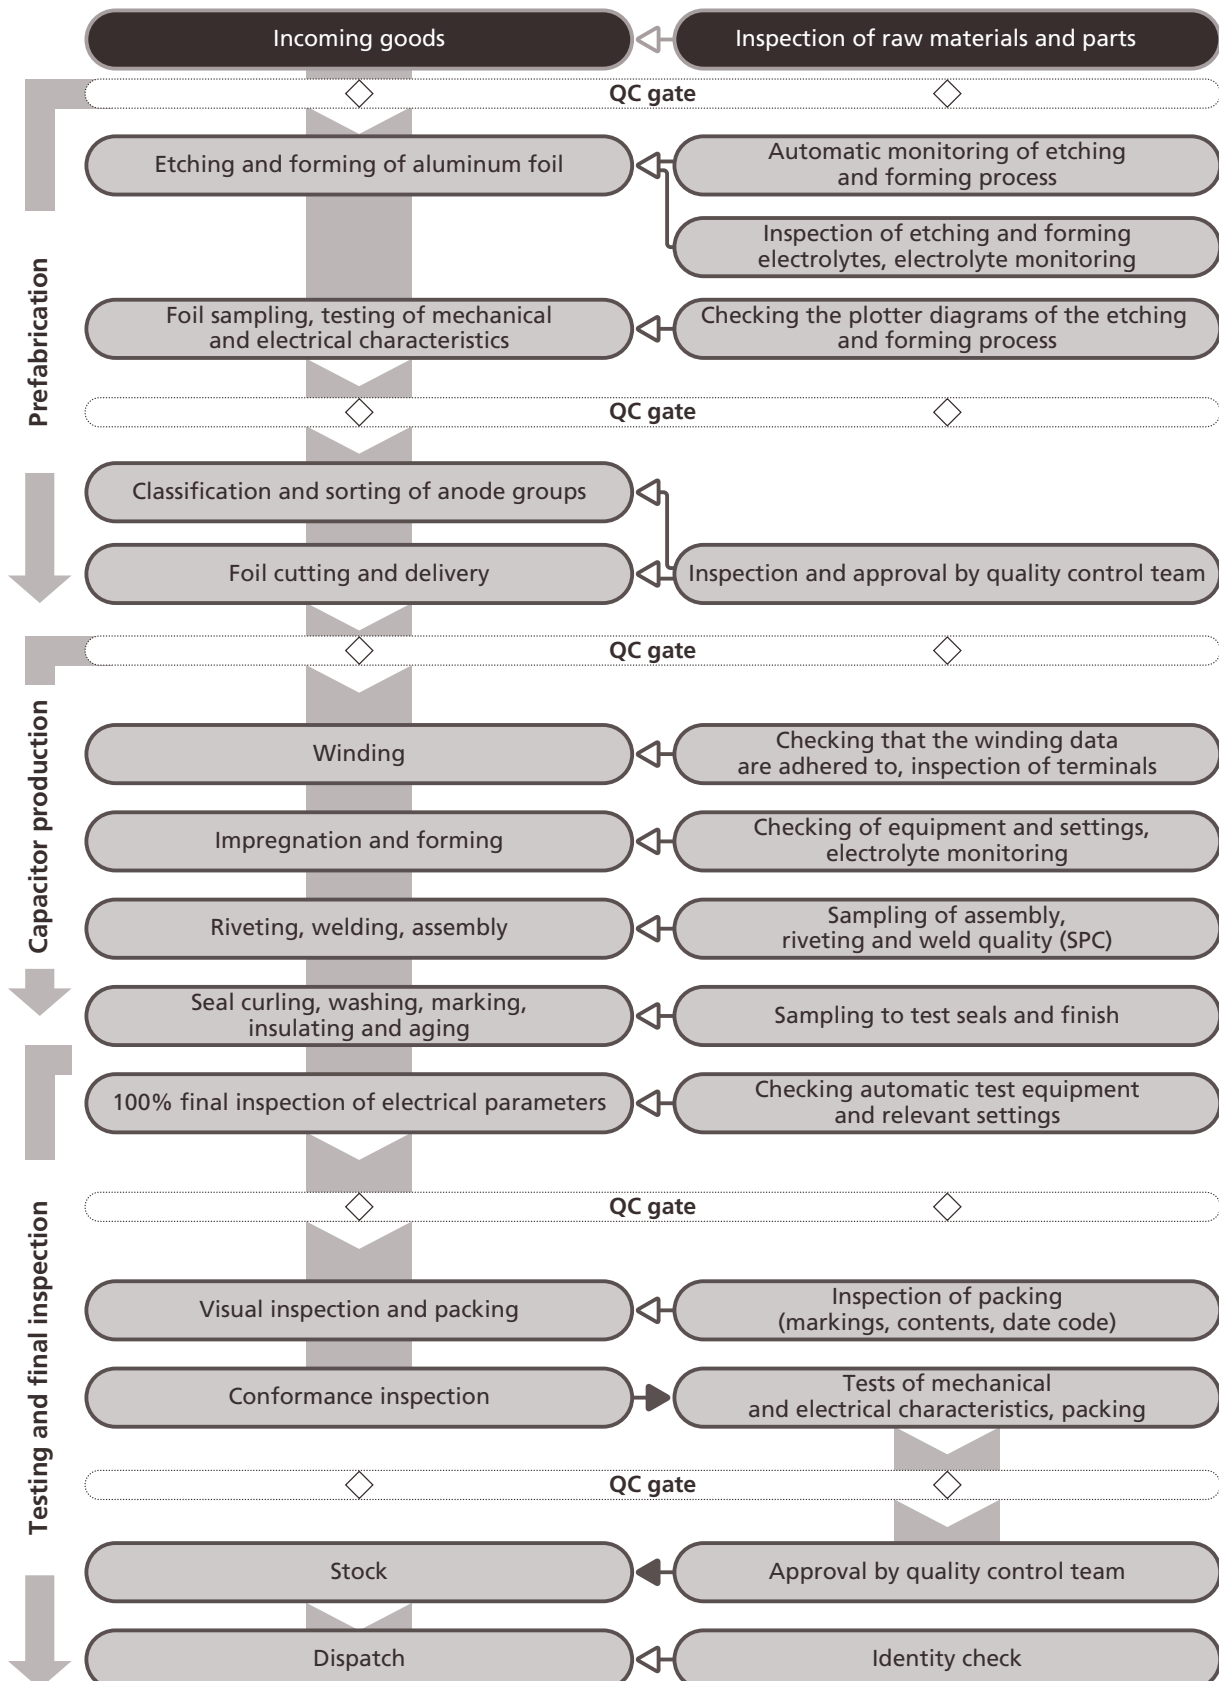 Incoming goods
Inspection of raw materials and parts
QC gate
Etching and forming of aluminum foil
Automatic monitoring of etching
and forming process
Inspection of etching and forming
electrolytes, electrolyte monitoring
Prefabrication
Foil sampling, testing of mechanical
and electrical characteristics
Checking the plotter diagrams of the etching
and forming process
QC gate
Classification and sorting of anode groups
Foil cutting and delivery
Inspection and approval by quality control team
QC gate
Capacitor production
Winding
Checking that the winding data
are adhered to, inspection of terminals
Impregnation and forming
Checking of equipment and settings,
electrolyte monitoring
Riveting, welding, assembly
Sampling of assembly,
riveting and weld quality (SPC)
Seal curling, washing, marking,
insulating and aging
Sampling to test seals and finish
100% final inspection of electrical parameters
Checking automatic test equipment
and relevant settings
QC gate
Testing and final inspection
Visual inspection and packing
Inspection of packing
(markings, contents, date code)
Conformance inspection
Tests of mechanical
and electrical characteristics, packing
QC gate
Stock
Approval by quality control team
Dispatch
Identity check